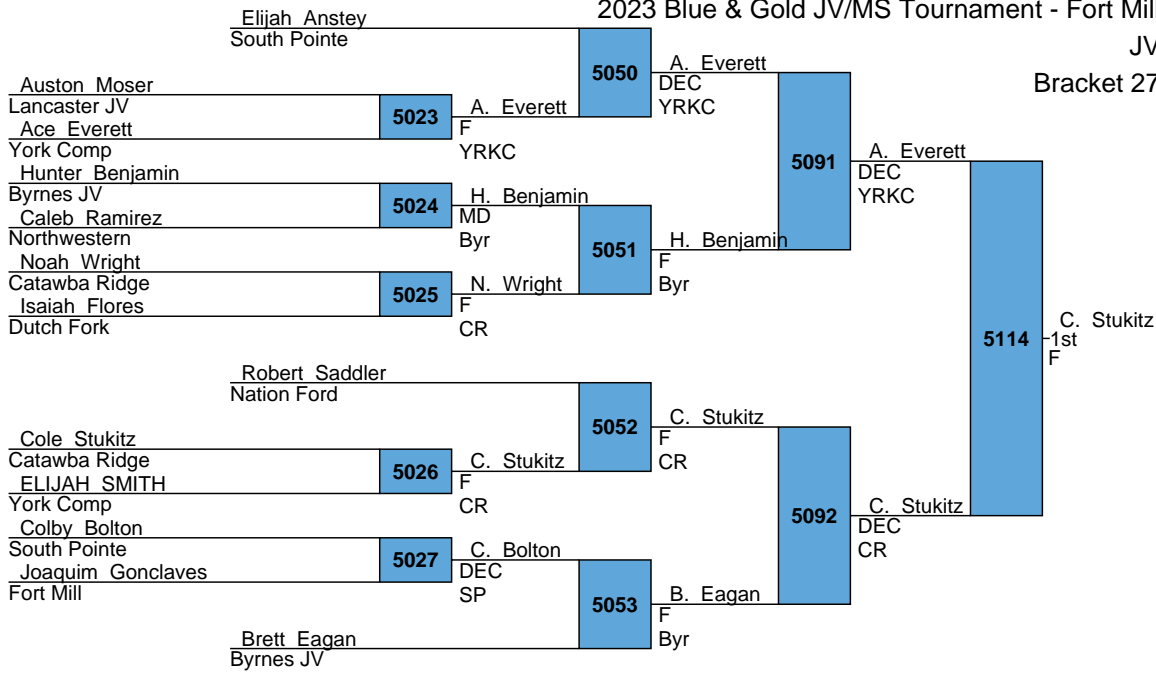 2023 Blue & Gold JV/MS Tournament - Fort Mill
JV
Bracket 27
Elijah Anstey
South Pointe
Auston Moser
Lancaster JV
Ace Everett
York Comp
Hunter Benjamin
Byrnes JV
Caleb Ramirez
Northwestern
Noah Wright
Catawba Ridge
Isaiah Flores
Dutch Fork
Robert Saddler
Nation Ford
Cole Stukitz
Catawba Ridge
ELIJAH SMITH
York Comp
Colby Bolton
South Pointe
Joaquim Gonclaves
Fort Mill
Brett Eagan
Byrnes JV
5023
A. Everett
F
YRKC
5024
H. Benjamin
MD
Byr
5025
N. Wright
F
CR
5026
C. Stukitz
F
CR
5027
C. Bolton
DEC
SP
5050
A. Everett
DEC
YRKC
5051
H. Benjamin
F
Byr
5052
C. Stukitz
F
CR
5053
B. Eagan
F
Byr
5091
A. Everett
DEC
YRKC
5092
C. Stukitz
DEC
CR
5114
C. Stukitz
1st
F